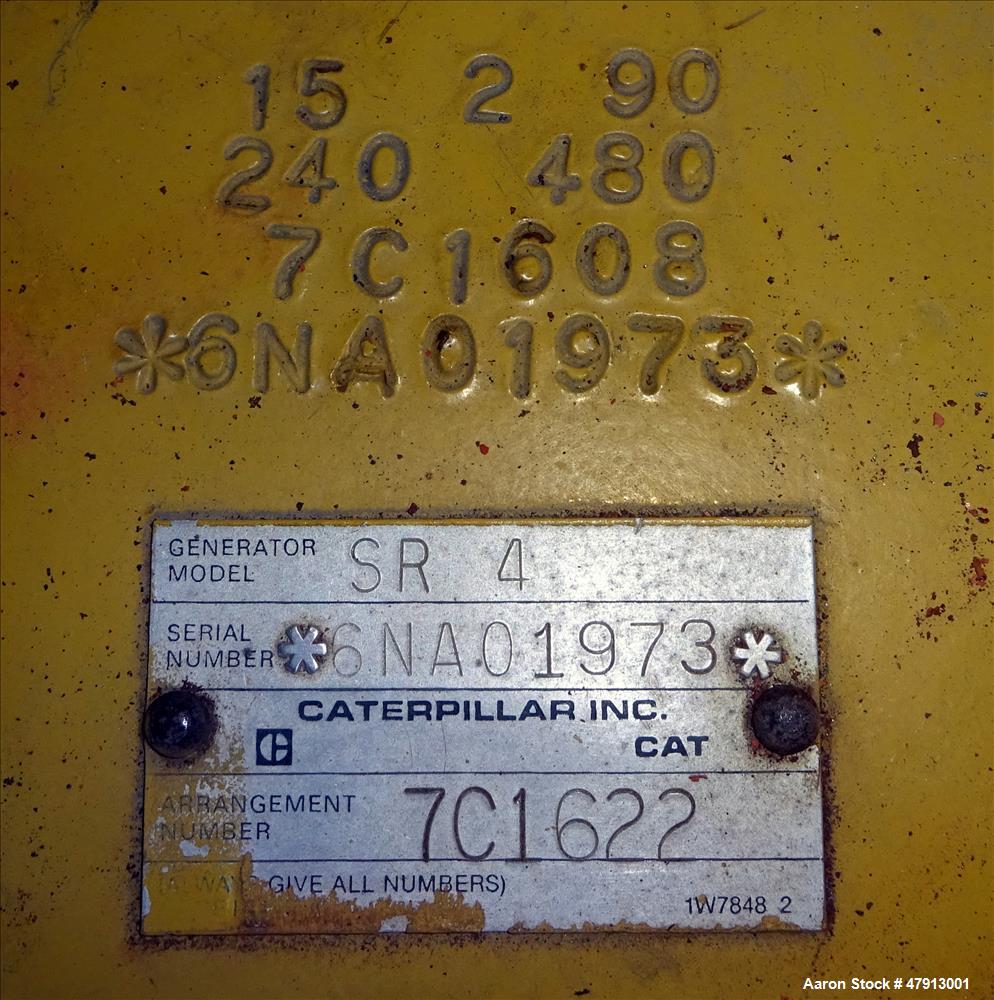 15 2 90
240 480
7C1608
*6NA01973*
GENERATOR MODEL SR 4
SERIAL NUMBER *6NA01973*
CATERPILLAR INC.
CAT
ARRANGEMENT NUMBER 7C1622
(ALWAYS GIVE ALL NUMBERS)
1W7848 2
Aaron Stock # 47913001